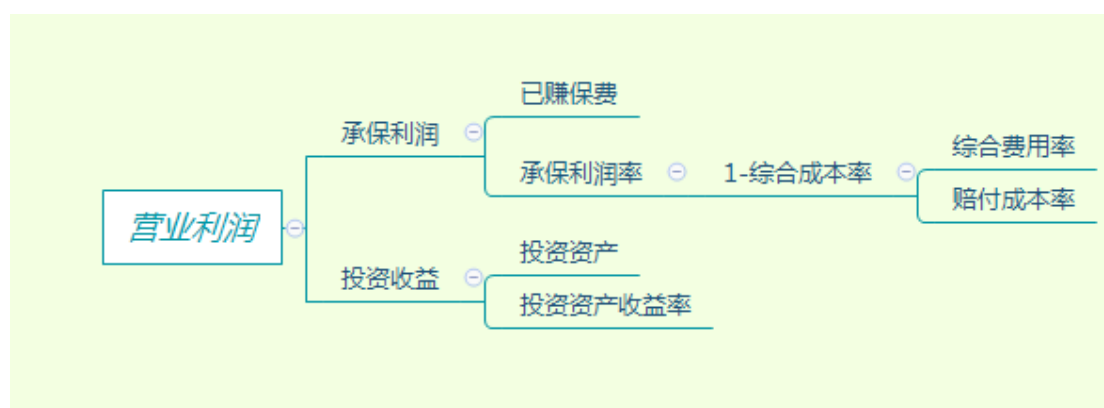 已赚保费
承保利润
承保利润率
1-综合成本率
综合费用率
赔付成本率
营业利润
投资收益
投资资产
投资资产收益率